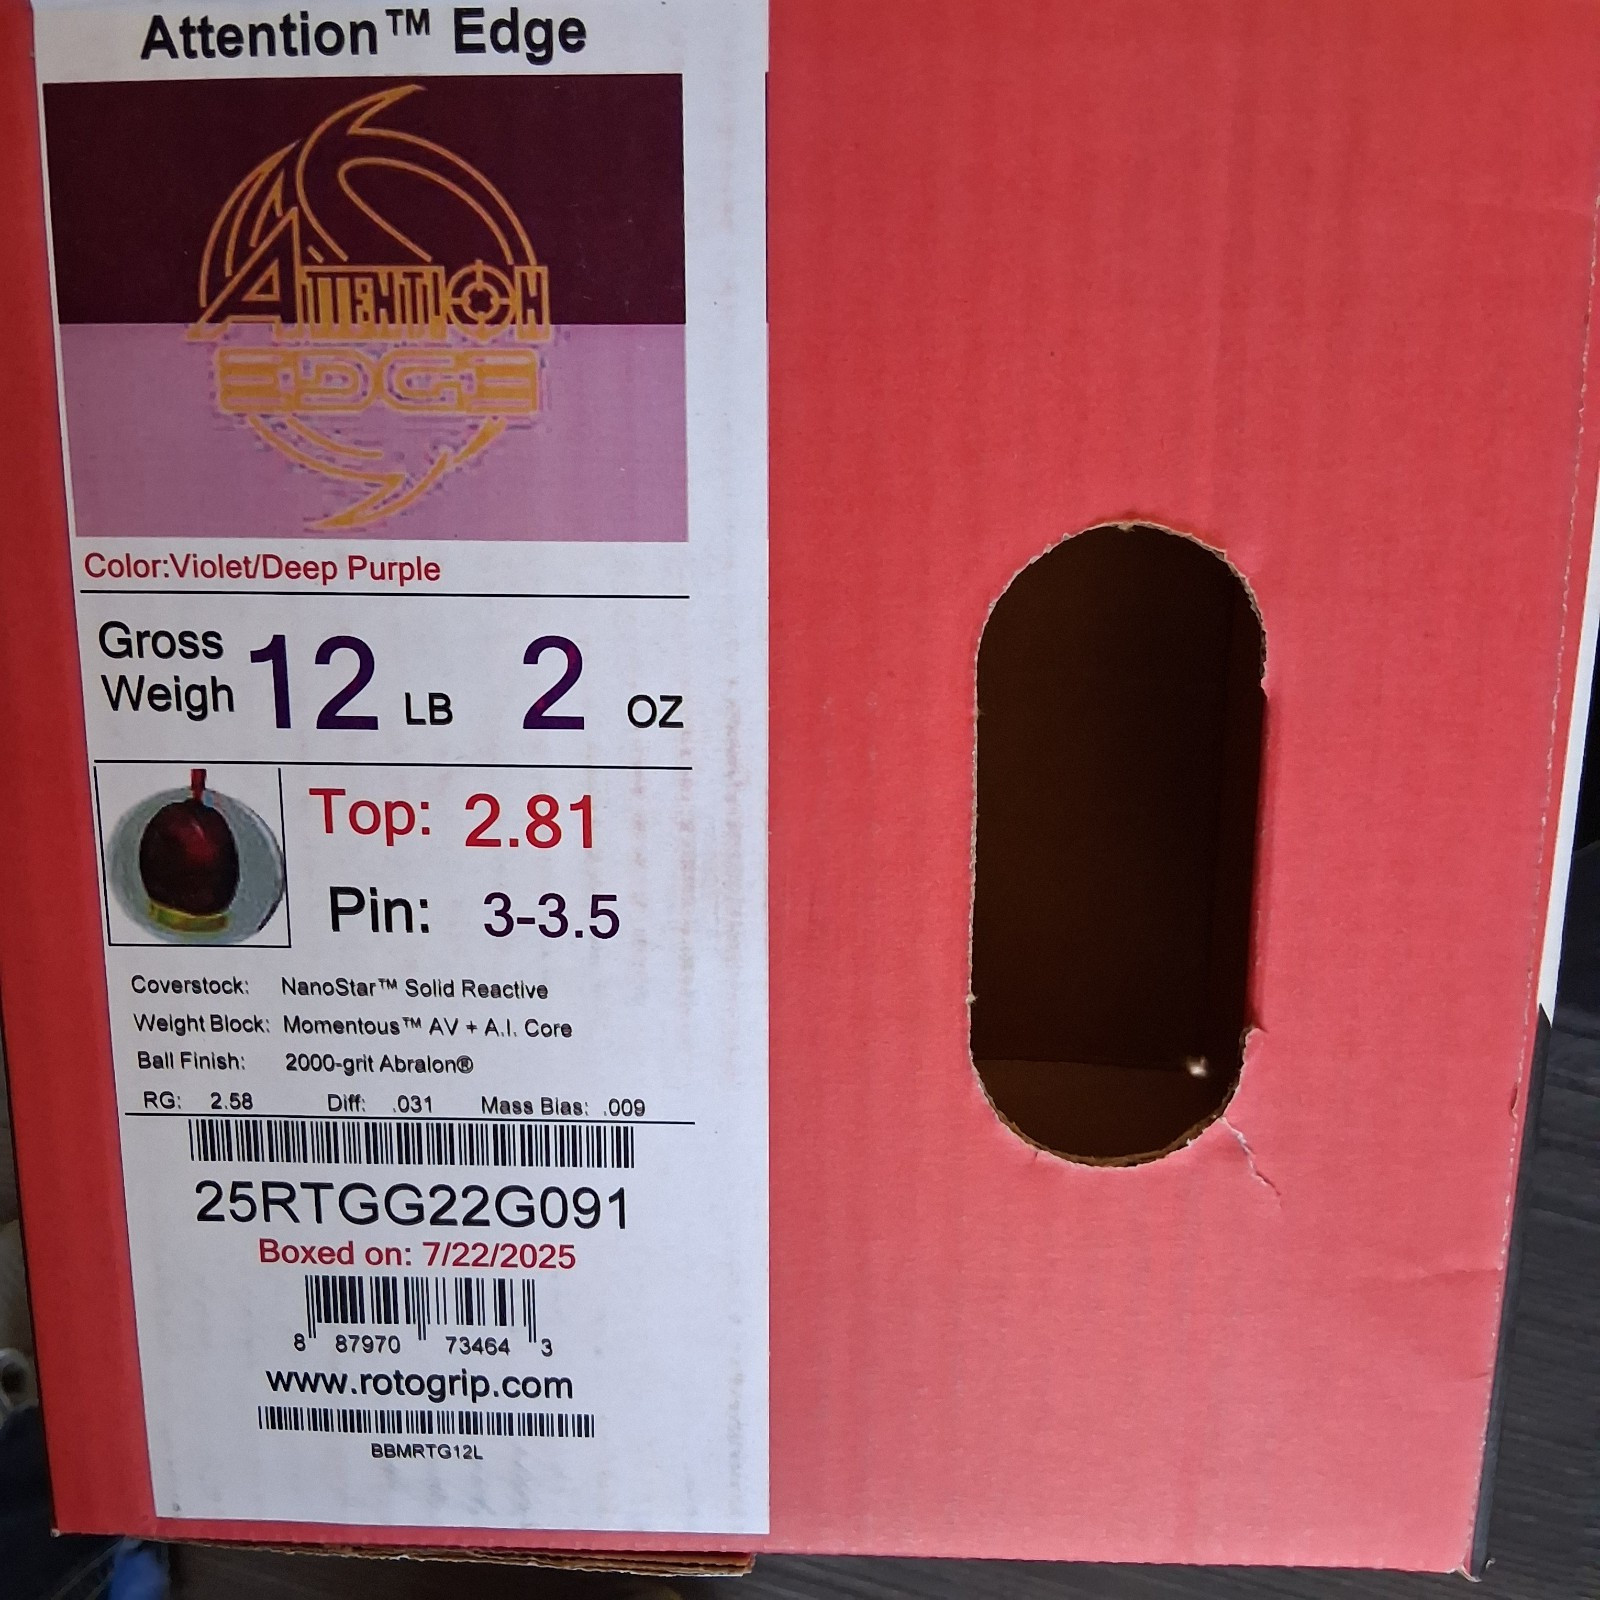 Attention™ Edge
ATTENTION
EDGE
Color:Violet/Deep Purple
Gross Weigh 12 LB 2 OZ
Top: 2.81
Pin: 3-3.5
Coverstock: NanoStar™ Solid Reactive
Weight Block: Momentous™ AV + A.I. Core
Ball Finish: 2000-grit Abralon®
RG: 2.58 Diff: .031 Mass Bias: .009
25RTGG22G091
Boxed on: 7/22/2025
8 87970 73464 3
www.rotogrip.com
BBMRTG12L